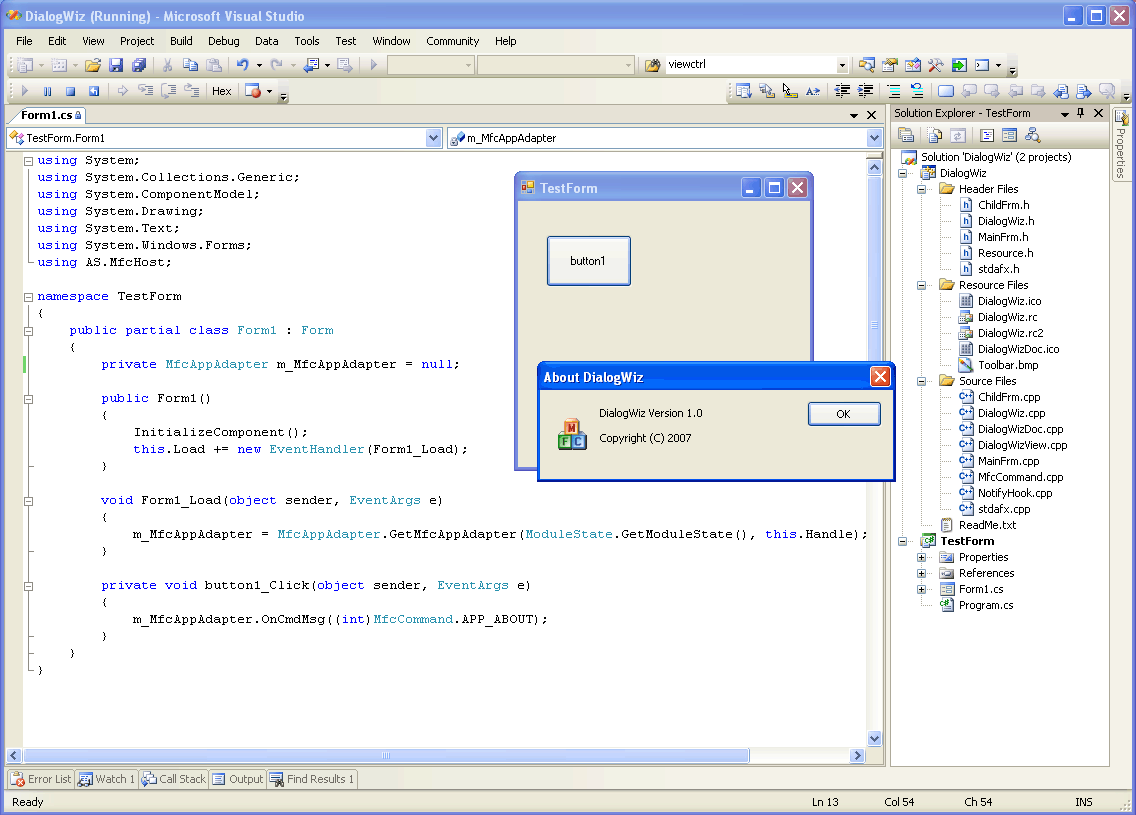 DialogWiz (Running) - Microsoft Visual Studio
File Edit View Project Build Debug Data Tools Test Window Community Help
viewctrl
Hex
Form1.cs
TestForm.Form1 m_MfcAppAdapter
using System;
using System.Collections.Generic;
using System.ComponentModel;
using System.Drawing;
using System.Text;
using System.Windows.Forms;
using AS.MfcHost;
namespace TestForm
{
public partial class Form1 : Form
{
private MfcAppAdapter m_MfcAppAdapter = null;
public Form1()
{
InitializeComponent();
this.Load += new EventHandler(Form1_Load);
}
void Form1_Load(object sender, EventArgs e)
{
m_MfcAppAdapter = MfcAppAdapter.GetMfcAppAdapter(ModuleState.GetModuleState(), this.Handle);
}
private void button1_Click(object sender, EventArgs e)
{
m_MfcAppAdapter.OnCmdMsg((int)MfcCommand.APP_ABOUT);
}
}
}
TestForm
button1
About DialogWiz
DialogWiz Version 1.0
Copyright (C) 2007
OK
M
F C
Solution Explorer - TestForm
Solution 'DialogWiz' (2 projects)
DialogWiz
Header Files
ChildFrm.h
DialogWiz.h
MainFrm.h
Resource.h
stdafx.h
Resource Files
DialogWiz.ico
DialogWiz.rc
DialogWiz.rc2
DialogWizDoc.ico
Toolbar.bmp
Source Files
ChildFrm.cpp
DialogWiz.cpp
DialogWizDoc.cpp
DialogWizView.cpp
MainFrm.cpp
MfcCommand.cpp
NotifyHook.cpp
stdafx.cpp
ReadMe.txt
TestForm
Properties
References
Form1.cs
Program.cs
Properties
Error List Watch 1 Call Stack Output Find Results 1
Ready Ln 13 Col 54 Ch 54 INS